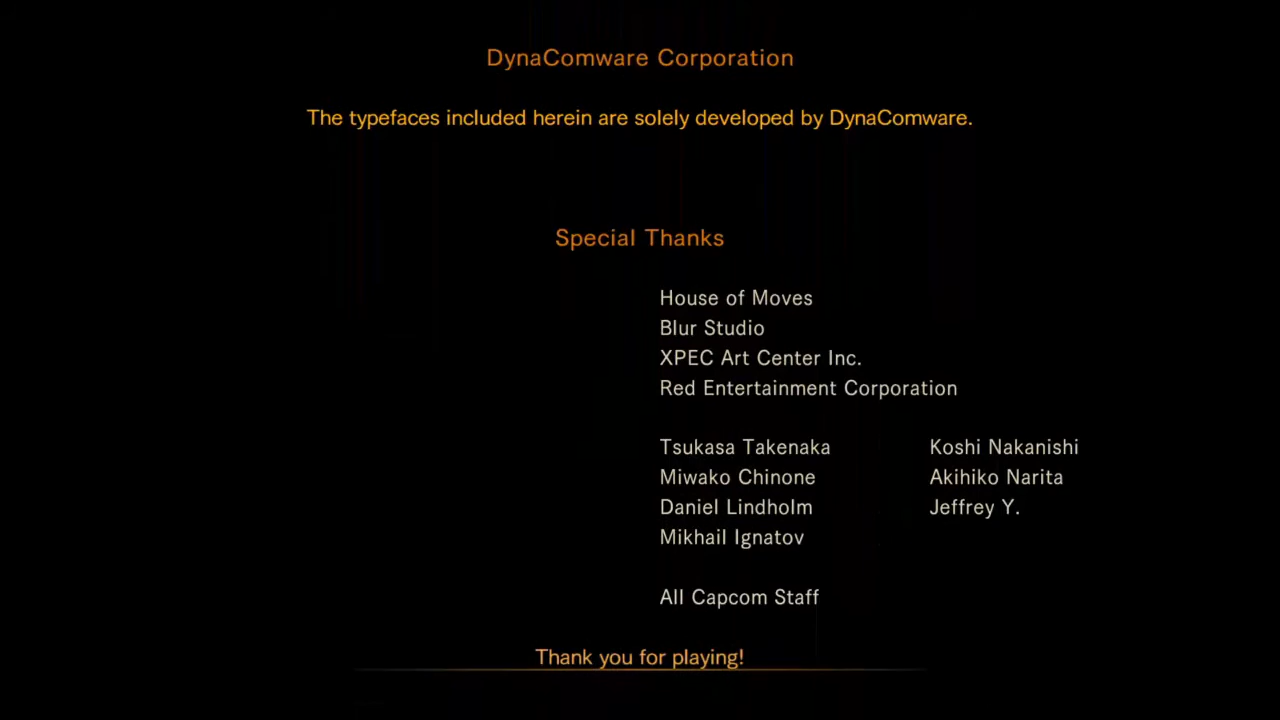 DynaComware Corporation
The typefaces included herein are solely developed by DynaComware.
Special Thanks
House of Moves
Blur Studio
XPEC Art Center Inc.
Red Entertainment Corporation
Tsukasa Takenaka Koshi Nakanishi
Miwako Chinone Akihiko Narita
Daniel Lindholm Jeffrey Y.
Mikhail Ignatov
All Capcom Staff
Thank you for playing!